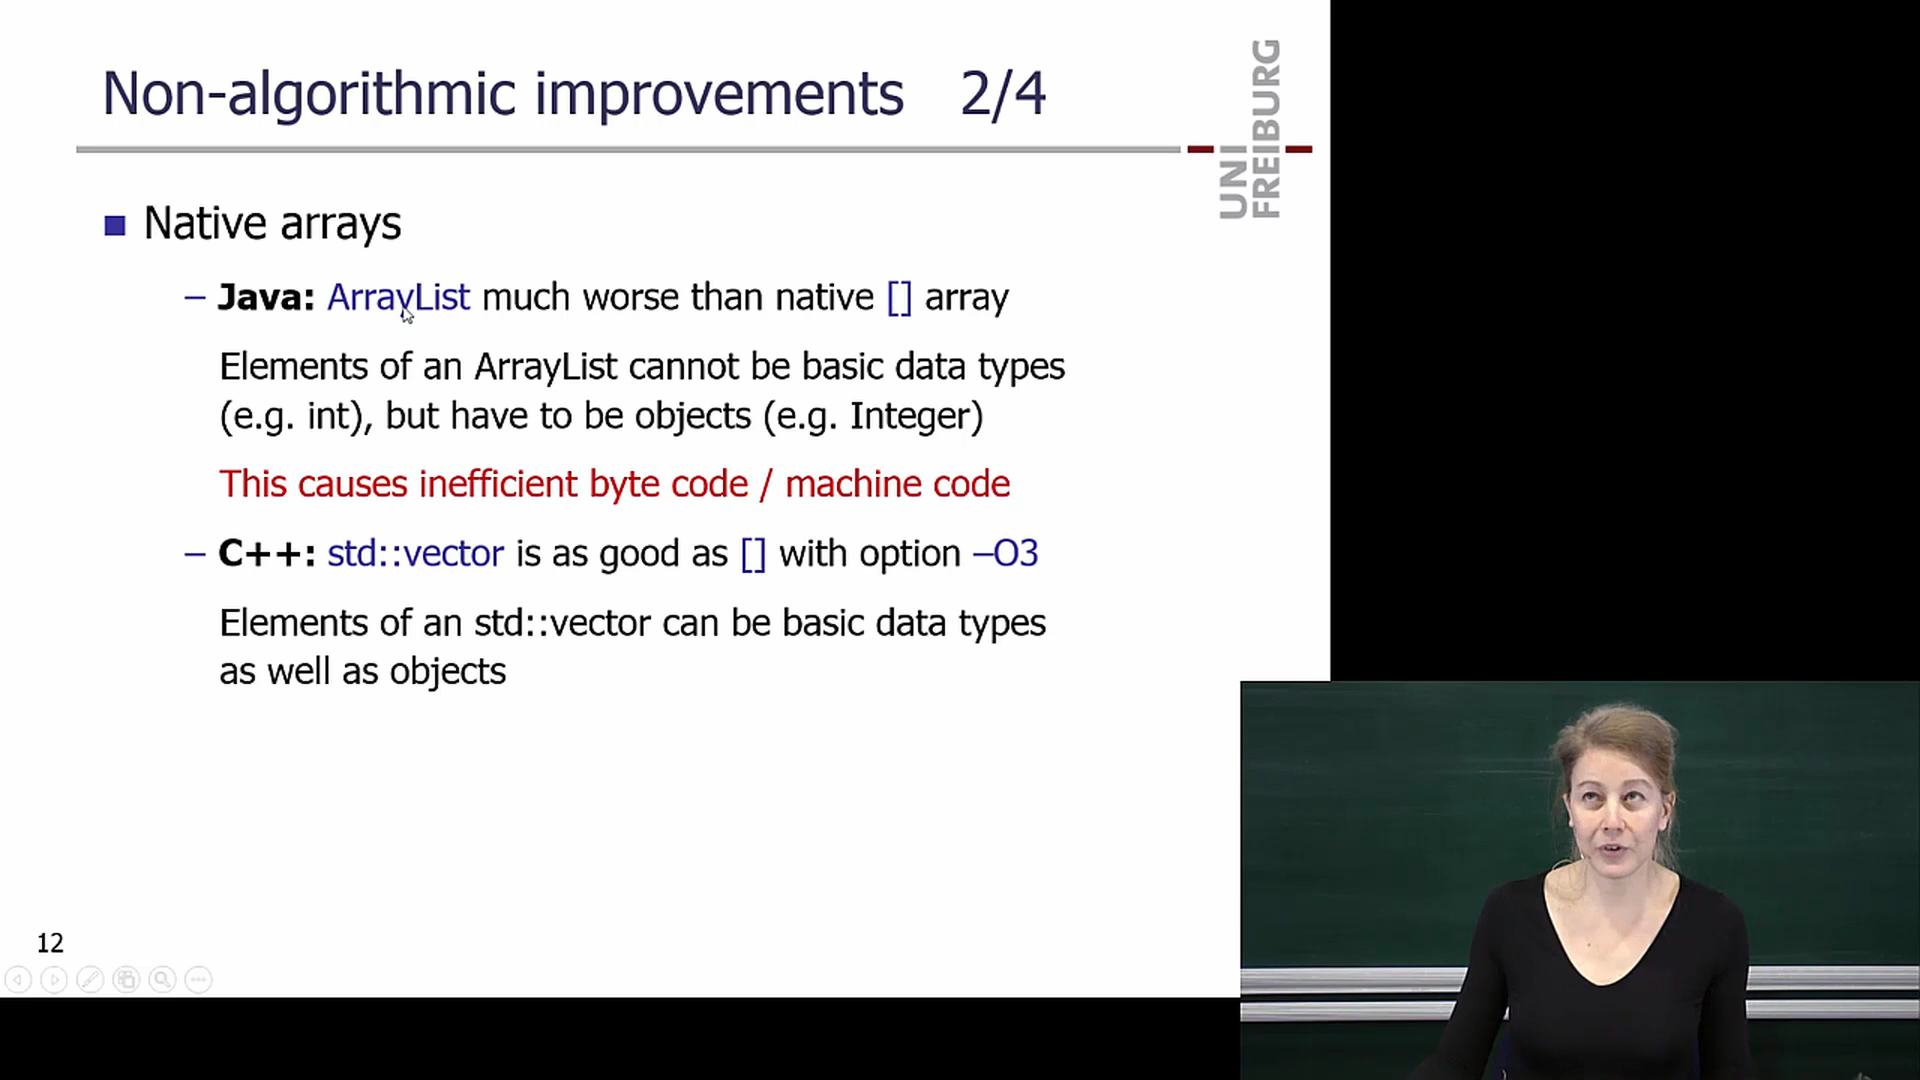 Non-algorithmic improvements 2/4
UNI
FREIBURG
Native arrays
– Java: ArrayList much worse than native [] array
Elements of an ArrayList cannot be basic data types
(e.g. int), but have to be objects (e.g. Integer)
This causes inefficient byte code / machine code
– C++: std::vector is as good as [] with option –O3
Elements of an std::vector can be basic data types
as well as objects
12